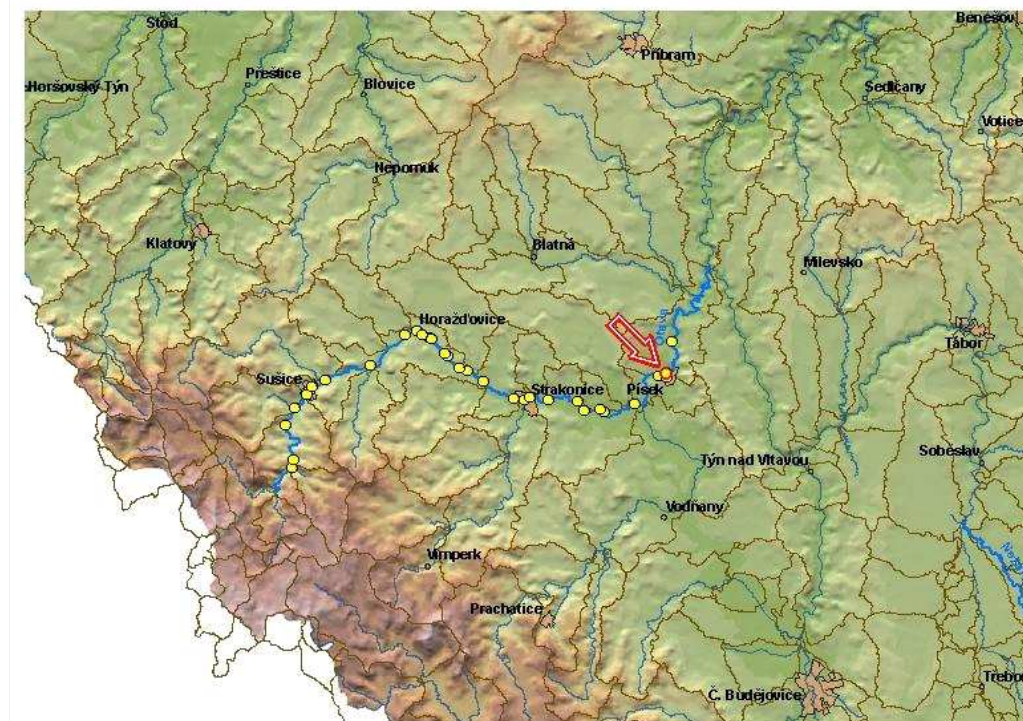 Stod
Benešov
Příbram
Horšovský Týn
Přeštice
Blovice
Sedlčany
Votice
Nepomuk
Klatovy
Blatná
Milevsko
Horažďovice
Tábor
Sušice
Strakonice
Písek
Týn nad Vltavou
Soběslav
Vodňany
Vimperk
Prachatice
Č. Budějovice